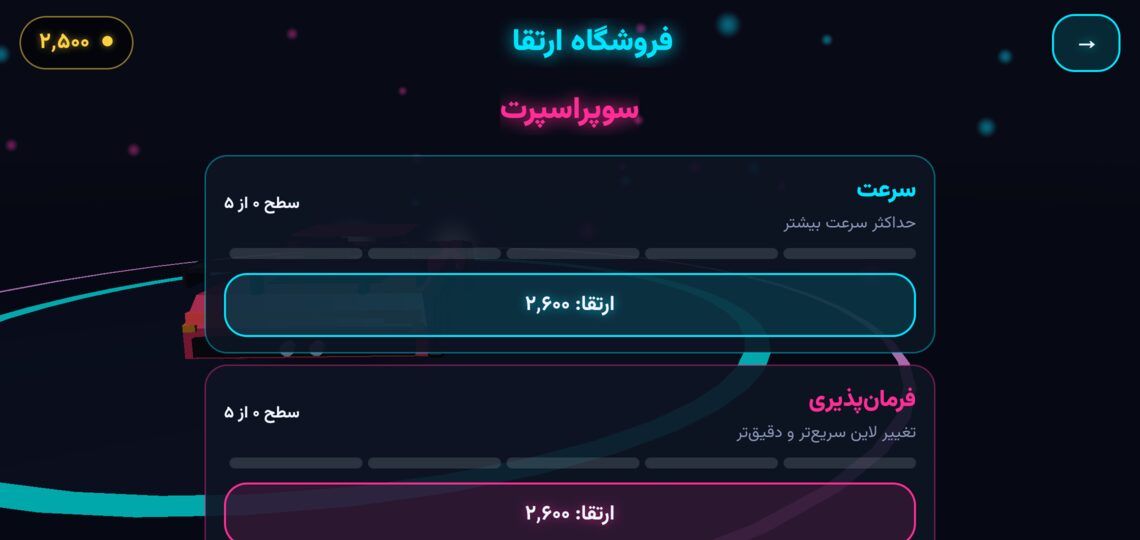 →
فروشگاه ارتقا
۲,۵۰۰
سوپراسپرت
سرعت
حداکثر سرعت بیشتر
سطح ۰ از ۵
ارتقا: ۲,۶۰۰
فرمان‌پذیری
تغییر لاین سریع‌تر و دقیق‌تر
سطح ۰ از ۵
ارتقا: ۲,۶۰۰